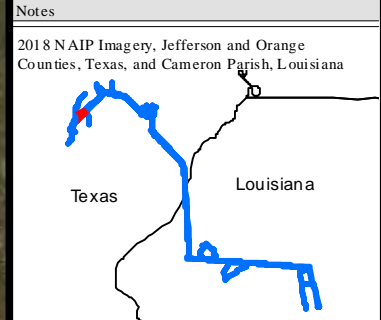 Notes
2018 NAIP Imagery, Jefferson and Orange
Counties, Texas, and Cameron Parish, Louisiana
Louisiana
Texas